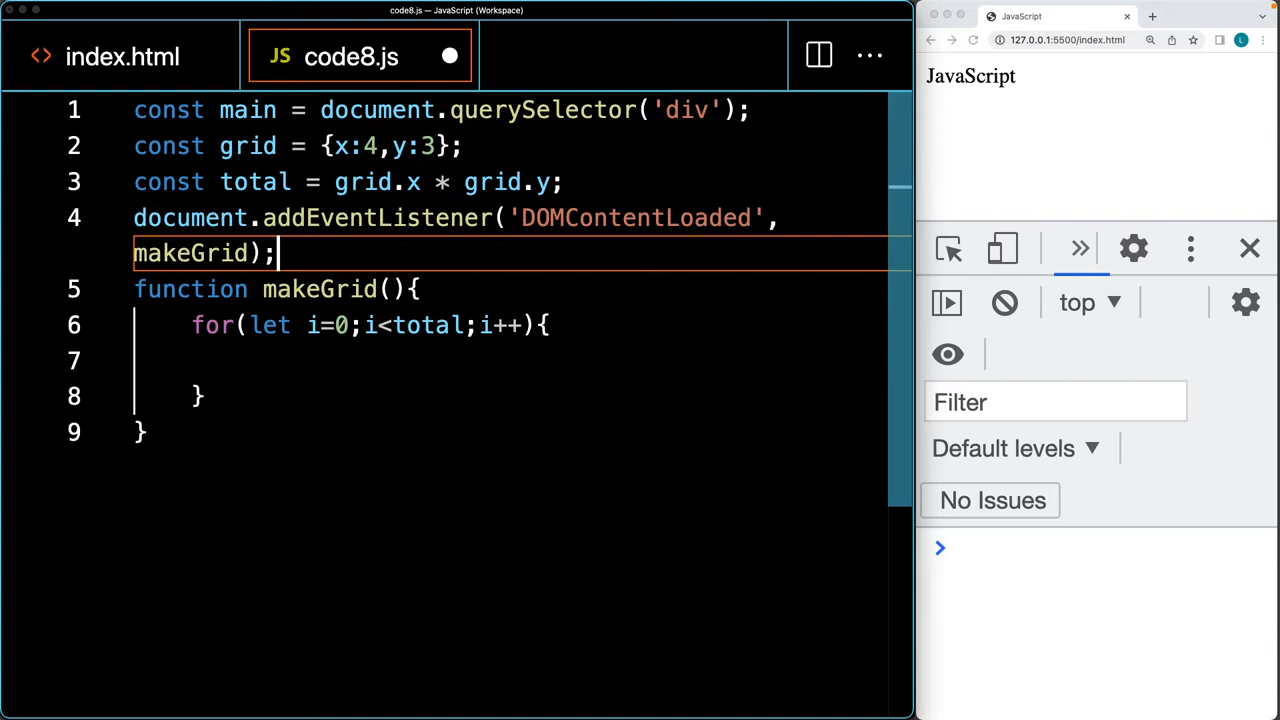 code8.js — JavaScript (Workspace)
<> index.html
JS code8.js
1 const main = document.querySelector('div');
2 const grid = {x:4,y:3};
3 const total = grid.x * grid.y;
4 document.addEventListener('DOMContentLoaded',
makeGrid);
5 function makeGrid(){
6 for(let i=0;i<total;i++){
7
8 }
9 }
JavaScript
127.0.0.1:5500/index.html
L
JavaScript
top
Filter
Default levels
No Issues